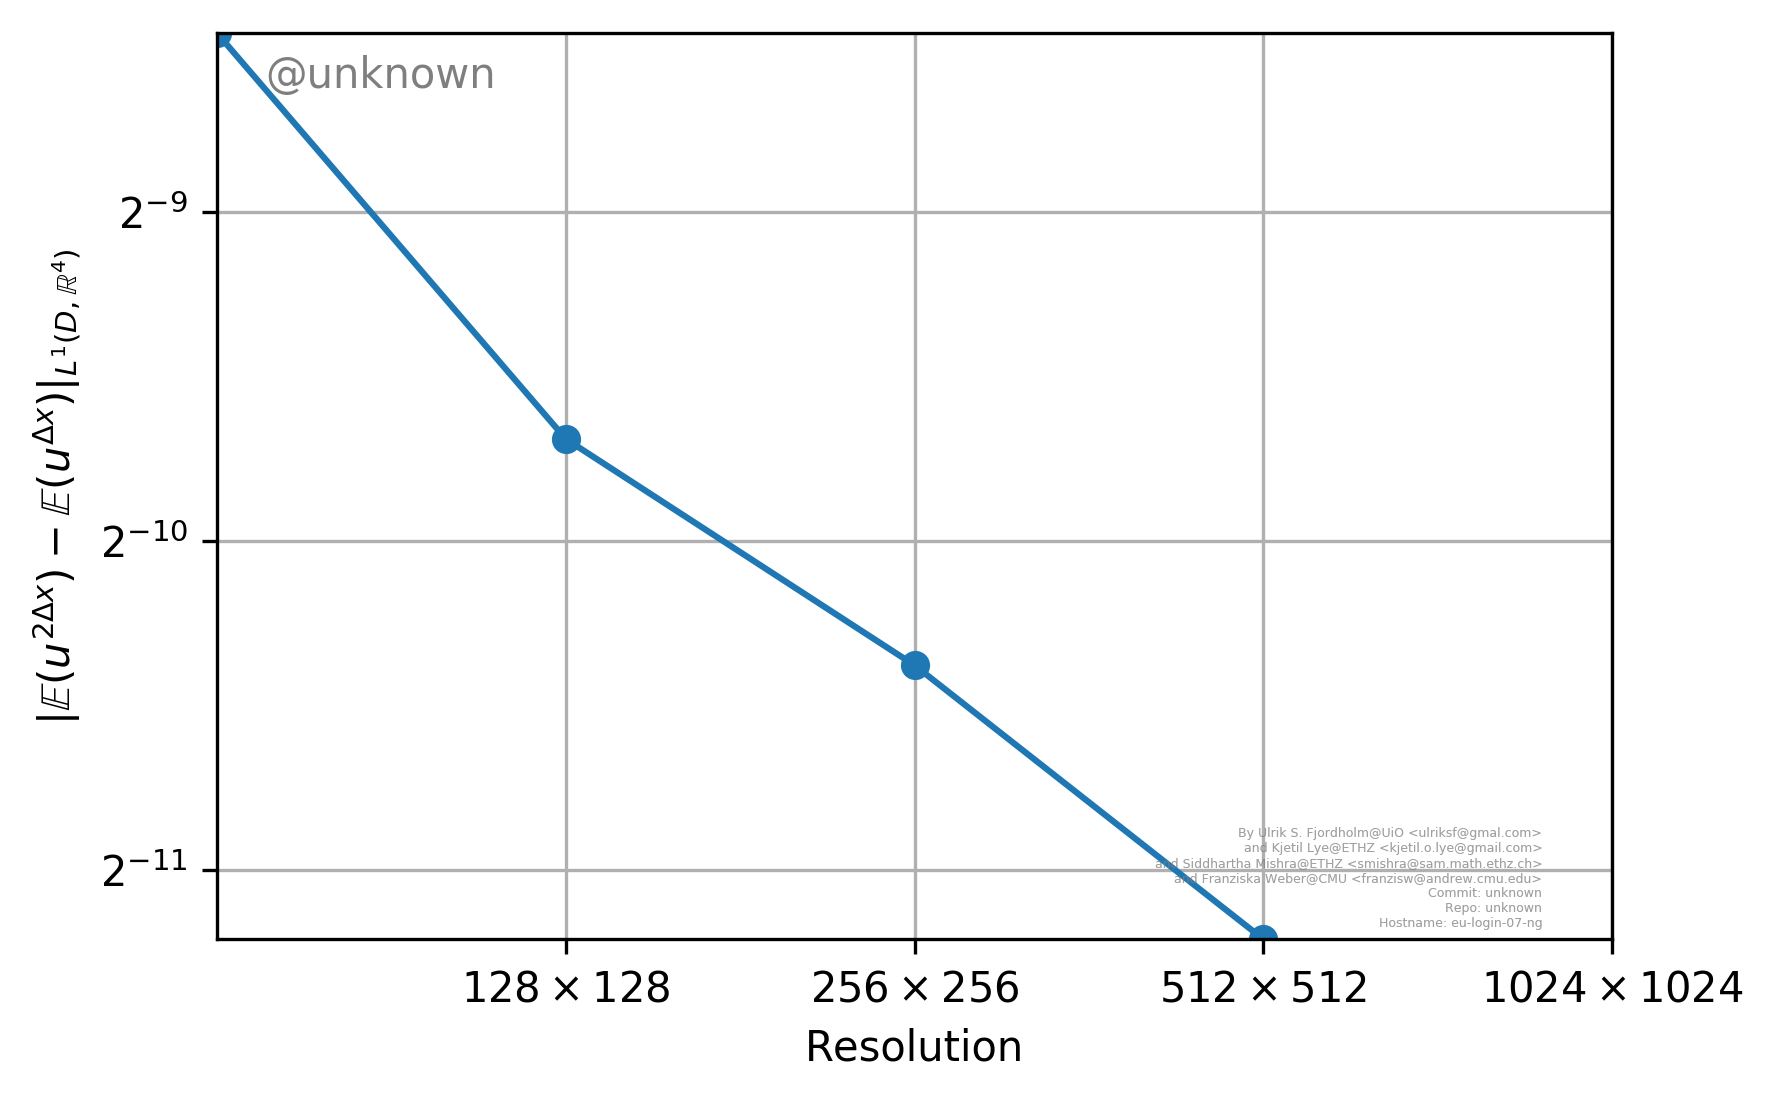 @unknown
2⁻⁹
2⁻¹⁰
2⁻¹¹
|𝔼(u^{2Δx}) − 𝔼(u^{Δx})|_{L¹(D, ℝ⁴)}
By Ulrik S. Fjordholm@UiO <ulriksf@gmal.com>
and Kjetil Lye@ETHZ <kjetil.o.lye@gmail.com>
and Siddhartha Mishra@ETHZ <smishra@sam.math.ethz.ch>
and Franziska Weber@CMU <franzisw@andrew.cmu.edu>
Commit: unknown
Repo: unknown
Hostname: eu-login-07-ng
128 × 128
256 × 256
512 × 512
1024 × 1024
Resolution